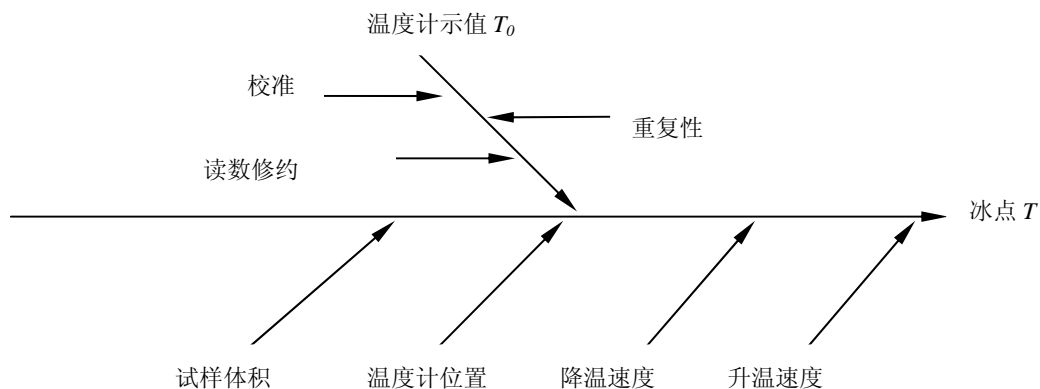 温度计示值 T0
校准
重复性
读数修约
冰点 T
试样体积
温度计位置
降温速度
升温速度